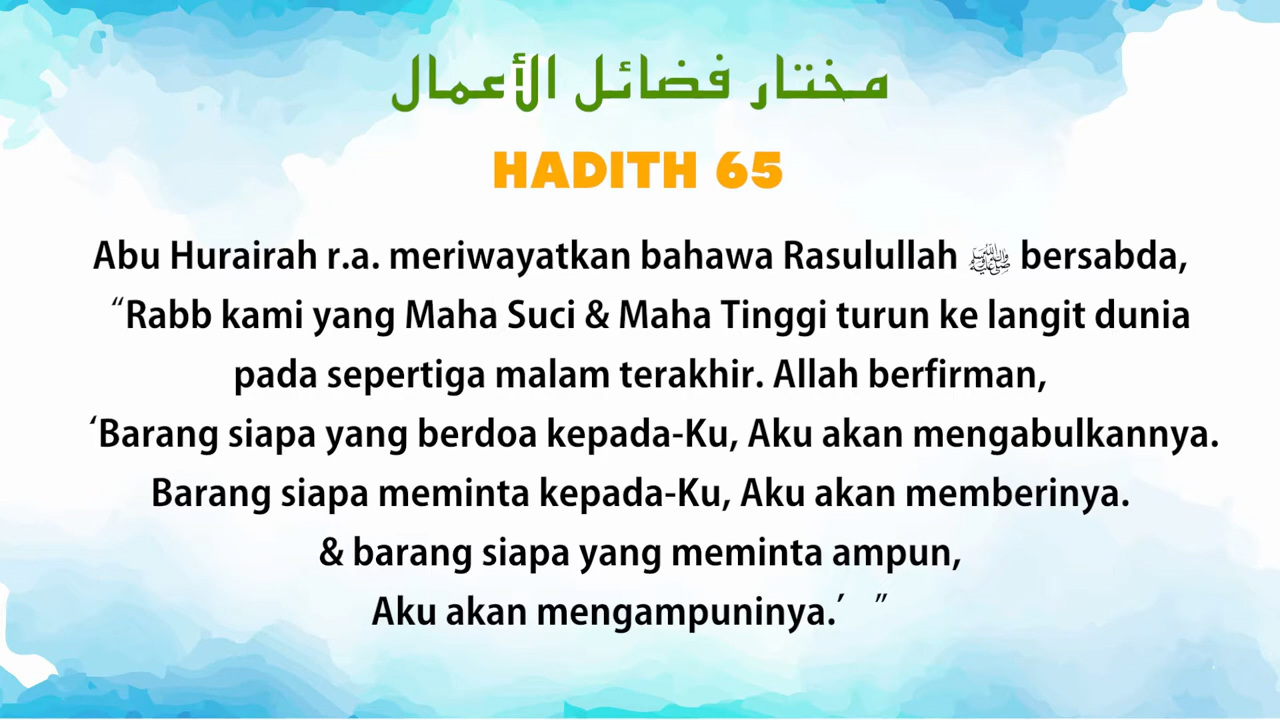 مختار فضائل الأعمال
HADITH 65
Abu Hurairah r.a. meriwayatkan bahawa Rasulullah ﷺ bersabda,
“Rabb kami yang Maha Suci & Maha Tinggi turun ke langit dunia
pada sepertiga malam terakhir. Allah berfirman,
‘Barang siapa yang berdoa kepada-Ku, Aku akan mengabulkannya.
Barang siapa meminta kepada-Ku, Aku akan memberinya.
& barang siapa yang meminta ampun,
Aku akan mengampuninya.’ ”